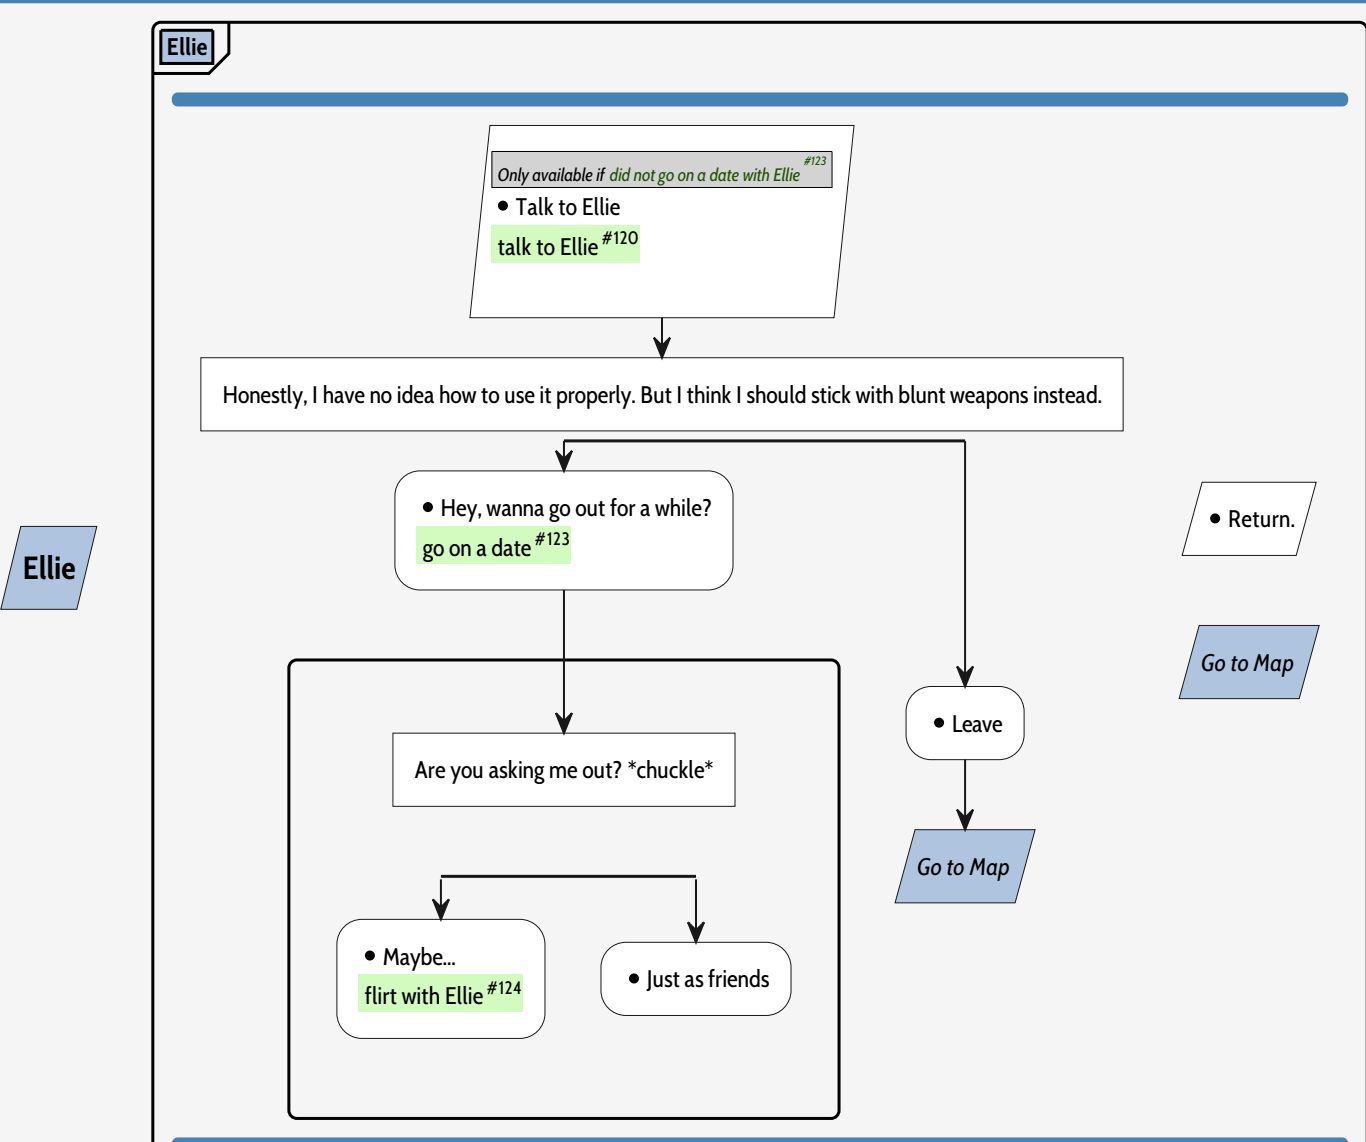 Ellie
Only available if did not go on a date with Ellie #123
• Talk to Ellie
talk to Ellie #120
Honestly, I have no idea how to use it properly. But I think I should stick with blunt weapons instead.
• Hey, wanna go out for a while?
go on a date #123
• Return.
Ellie
Go to Map
• Leave
Are you asking me out? *chuckle*
Go to Map
• Maybe...
flirt with Ellie #124
• Just as friends